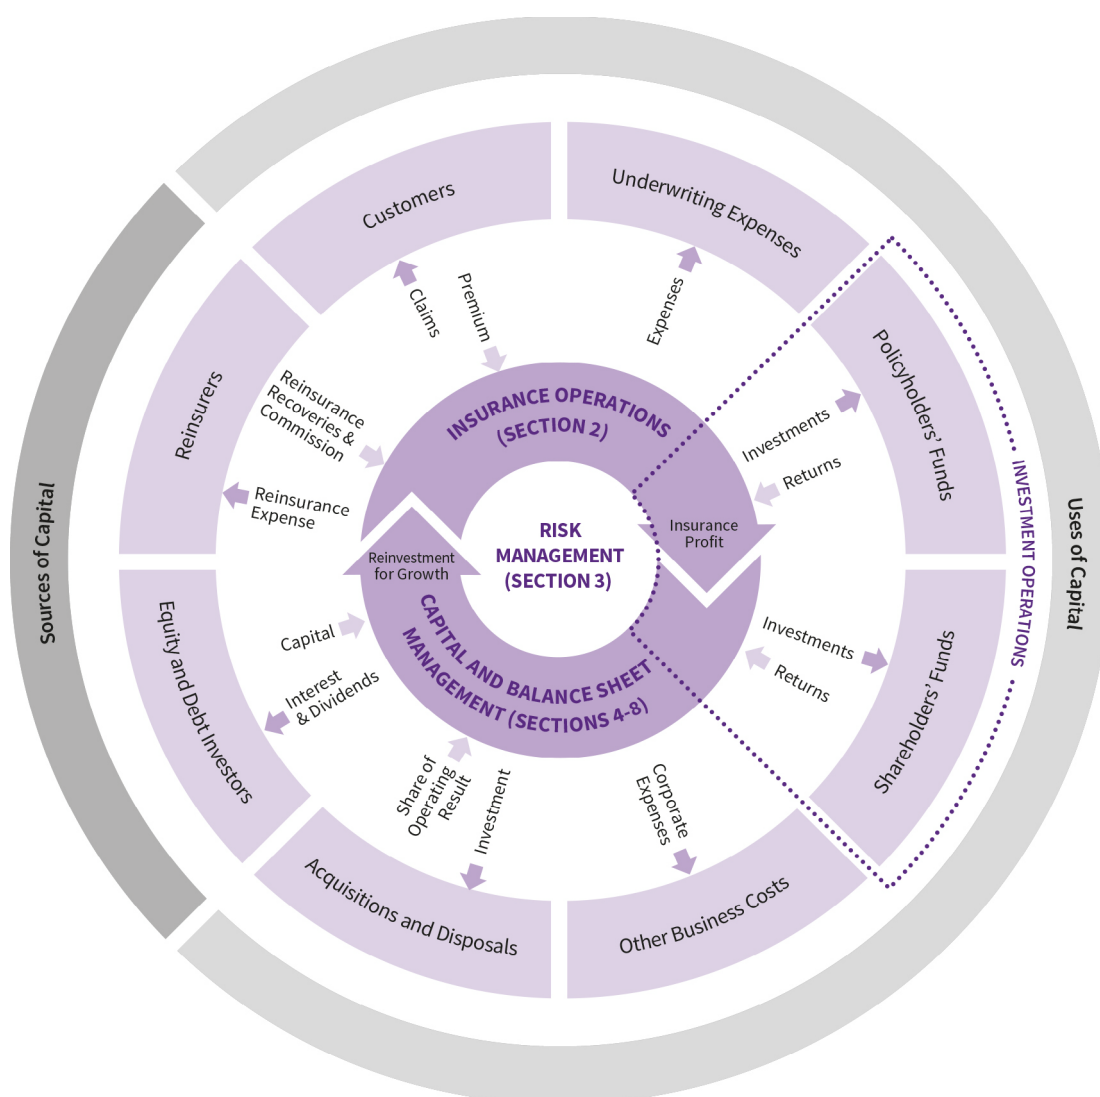 Sources of Capital
Uses of Capital
Customers
Underwriting Expenses
Claims
Premium
Expenses
Reinsurers
Reinsurance
Recoveries &
Commission
Reinsurance
Expense
INSURANCE OPERATIONS
(SECTION 2)
Policyholders’ Funds
Investments
Returns
INVESTMENT OPERATIONS
Insurance
Profit
RISK
MANAGEMENT
(SECTION 3)
Reinvestment
for Growth
CAPITAL AND BALANCE SHEET
MANAGEMENT (SECTIONS 4-8)
Equity and Debt Investors
Capital
Interest
& Dividends
Investments
Returns
Shareholders’ Funds
Share of
Operating
Result
Investment
Corporate
Expenses
Acquisitions and Disposals
Other Business Costs